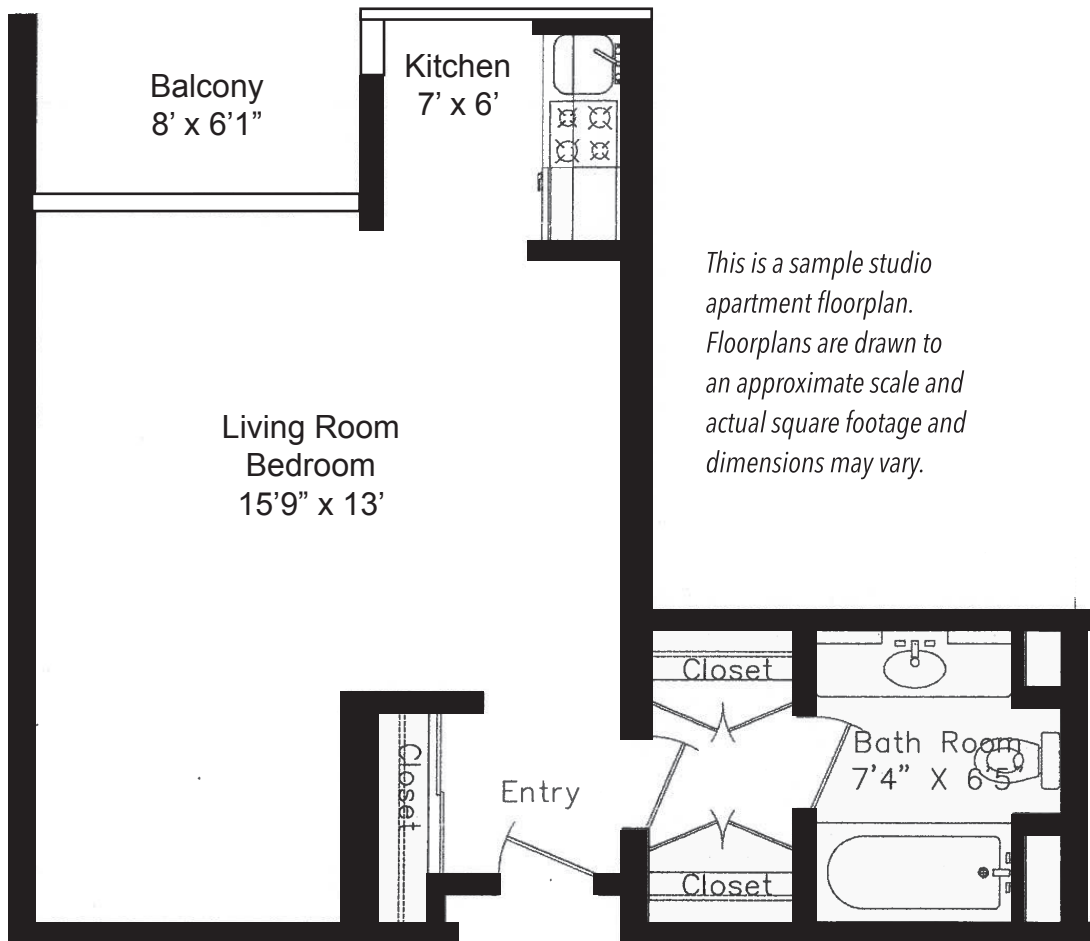 Balcony
8’ x 6’1”
Kitchen
7’ x 6’
This is a sample studio
apartment floorplan.
Floorplans are drawn to
an approximate scale and
actual square footage and
dimensions may vary.
Living Room
Bedroom
15’9” x 13’
Closet
Closet
Entry
Bath Room
7’4” X 6’5”
Closet